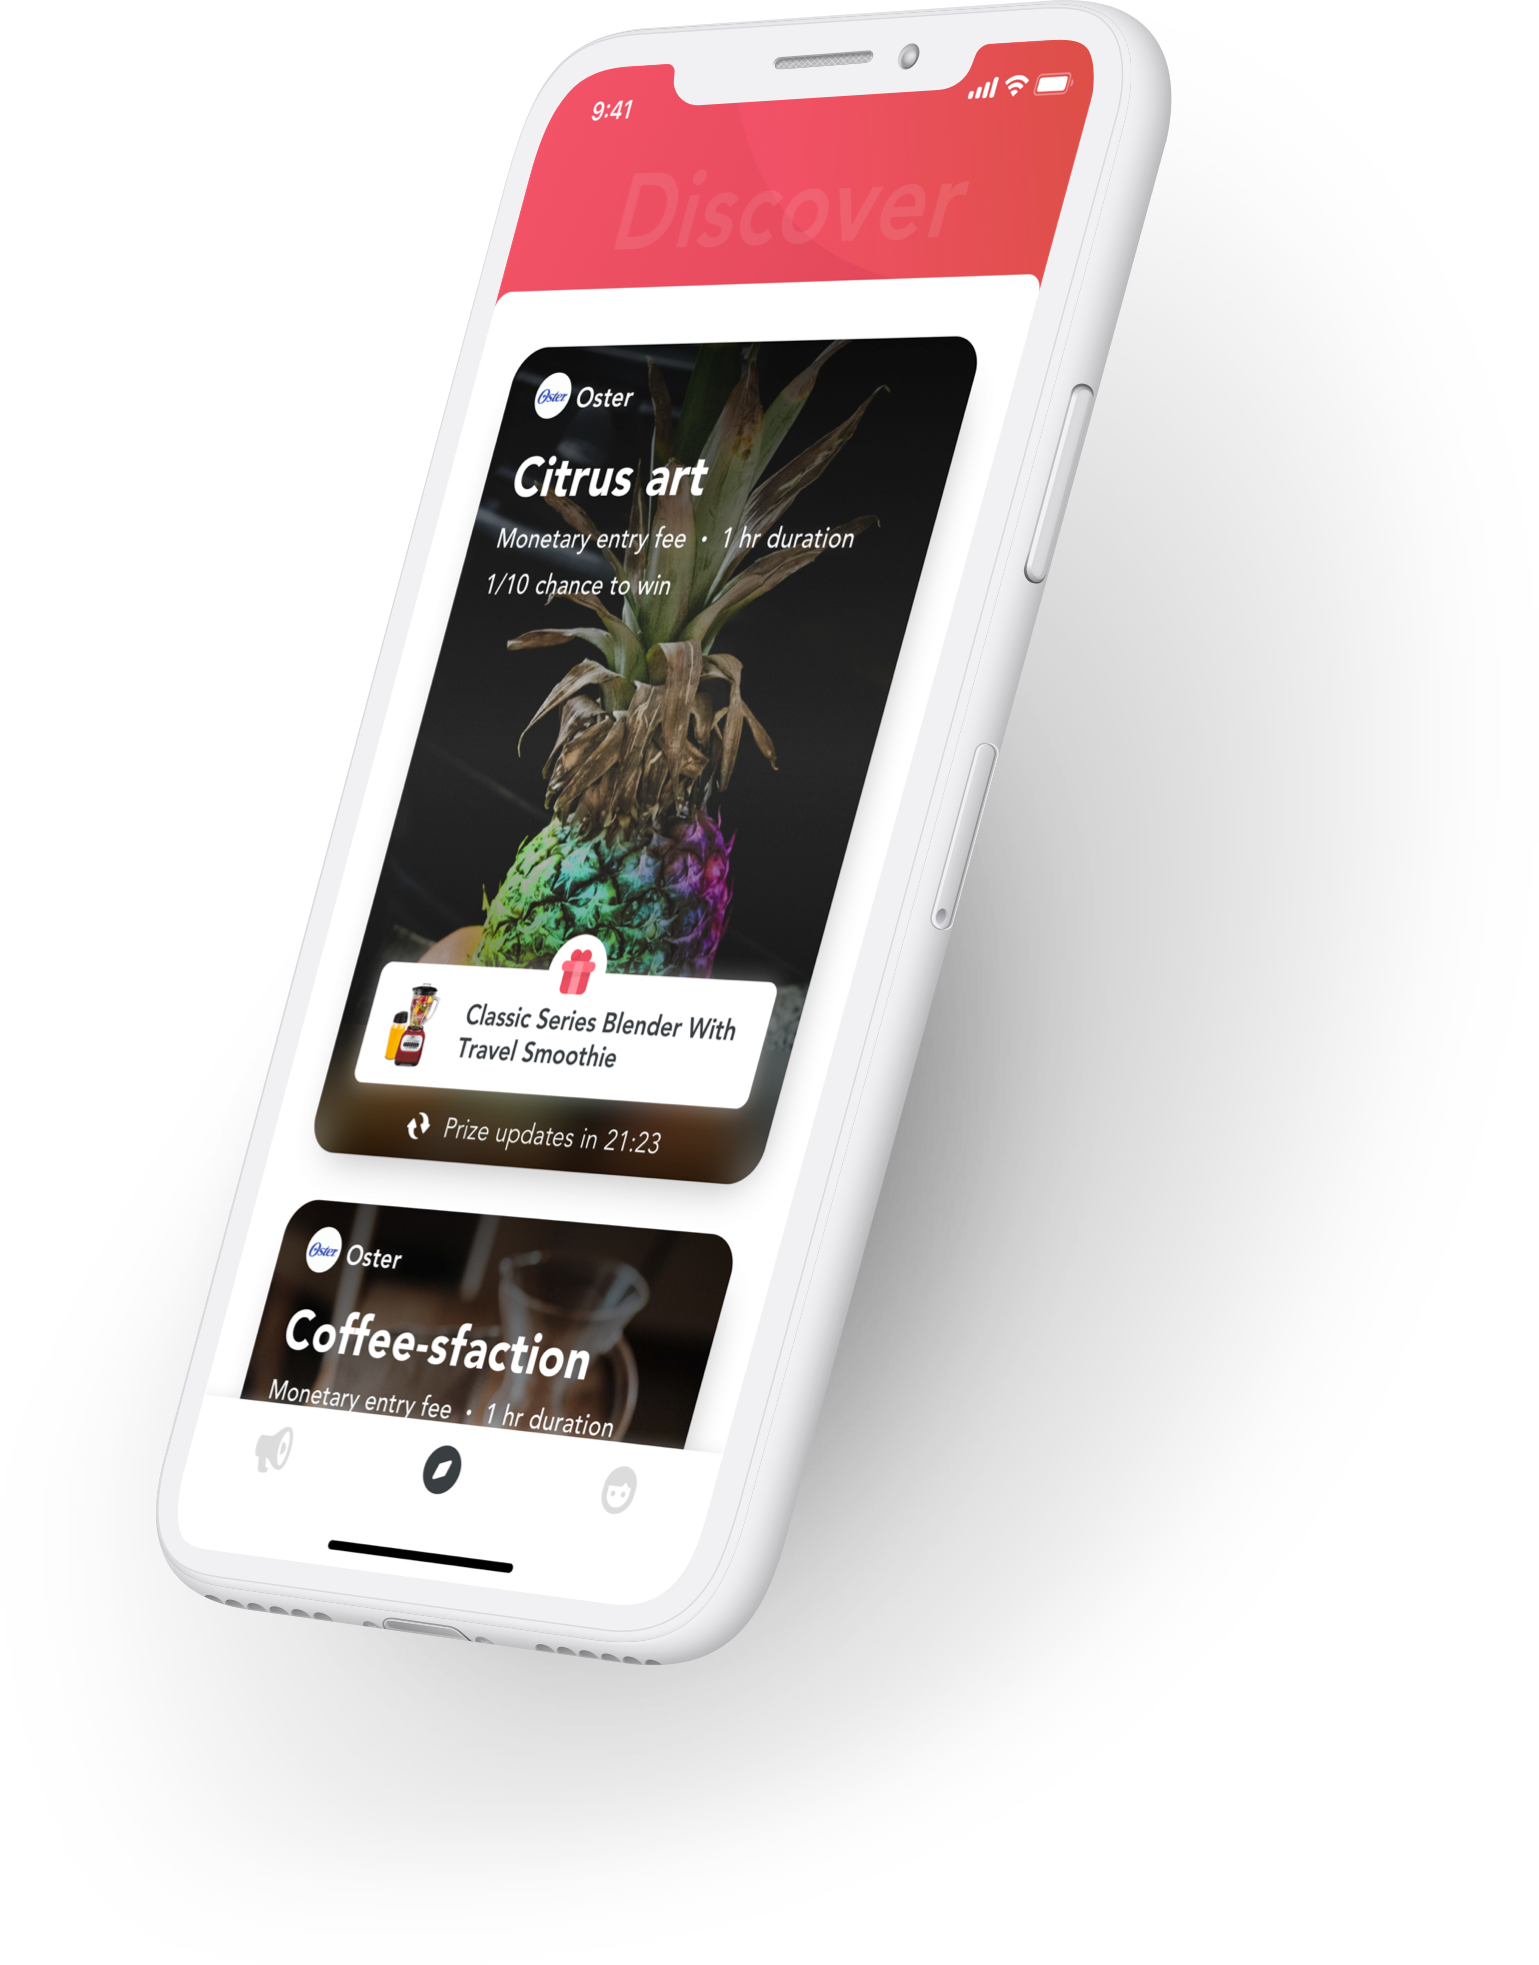 9:41
Discover
Oster Oster
Citrus art
Monetary entry fee • 1 hr duration
1/10 chance to win
Classic Series Blender With
Travel Smoothie
Prize updates in 21:23
Oster Oster
Coffee-sfaction
Monetary entry fee • 1 hr duration